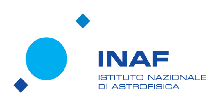 INAF
ISTITUTO NAZIONALE
DI ASTROFISICA